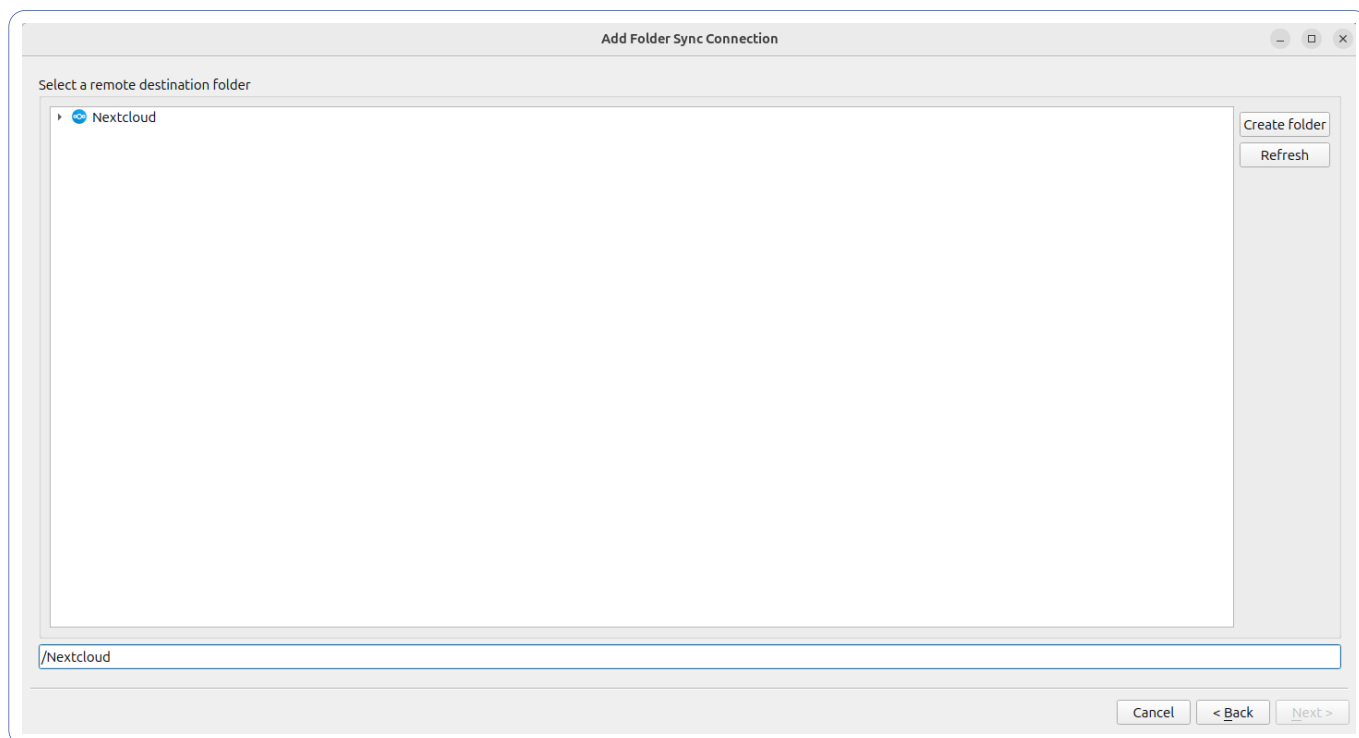 Add Folder Sync Connection
Select a remote destination folder
Nextcloud
Create folder
Refresh
/Nextcloud
Cancel
< Back
Next >